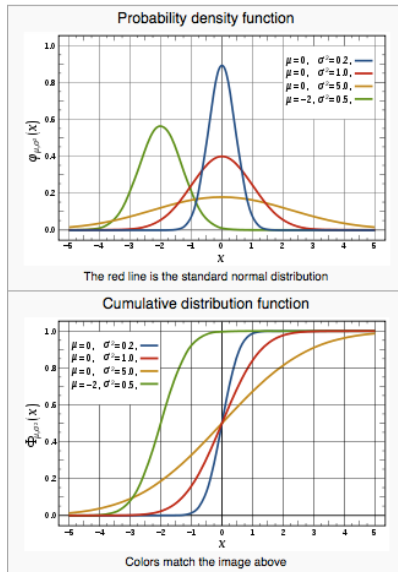 Probability density function
φμ,σ²(x)
1.0
0.8
0.6
0.4
0.2
0.0
μ=0, σ²=0.2,
μ=0, σ²=1.0,
μ=0, σ²=5.0,
μ=−2, σ²=0.5,
−5 −4 −3 −2 −1 0 1 2 3 4 5
x
The red line is the standard normal distribution
Cumulative distribution function
Φμ,σ²(x)
1.0
0.8
0.6
0.4
0.2
0.0
μ=0, σ²=0.2,
μ=0, σ²=1.0,
μ=0, σ²=5.0,
μ=−2, σ²=0.5,
−5 −4 −3 −2 −1 0 1 2 3 4 5
x
Colors match the image above